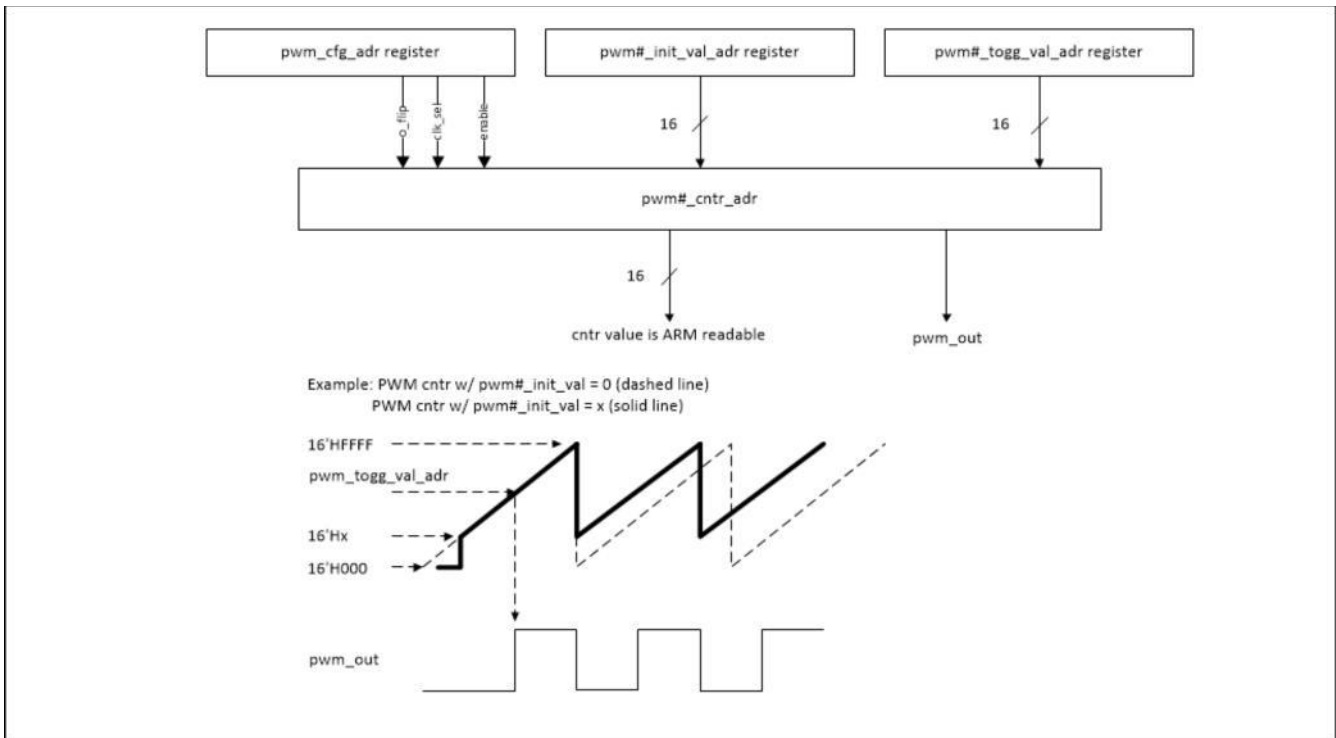 pwm_cfg_adr register
pwm#_init_val_adr register
pwm#_togg_val_adr register
o_flip
clk_sel
enable
16
16
pwm#_cntr_adr
16
cntr value is ARM readable
pwm_out
Example: PWM cntr w/ pwm#_init_val = 0 (dashed line)
PWM cntr w/ pwm#_init_val = x (solid line)
16'HFFFF
pwm_togg_val_adr
16'Hx
16'H000
pwm_out